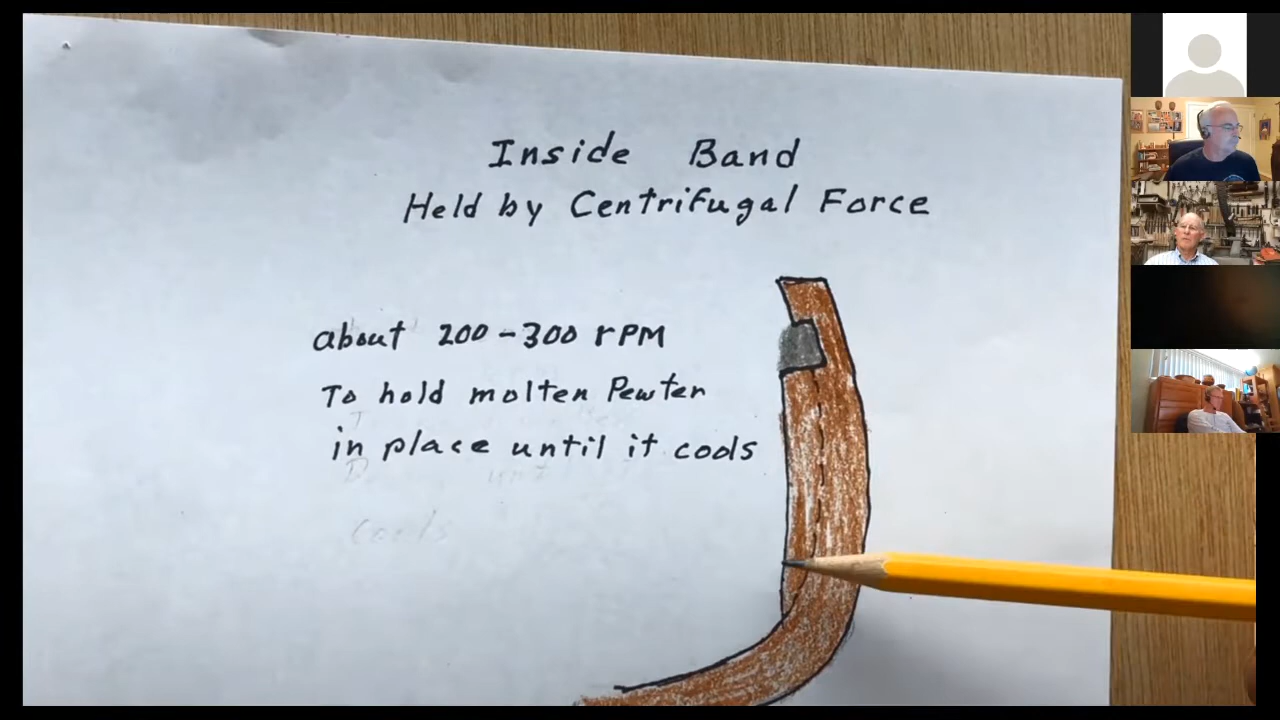 Inside Band
Held by Centrifugal Force
about 200-300 rPM
To hold molten Pewter
in place until it cools
cools